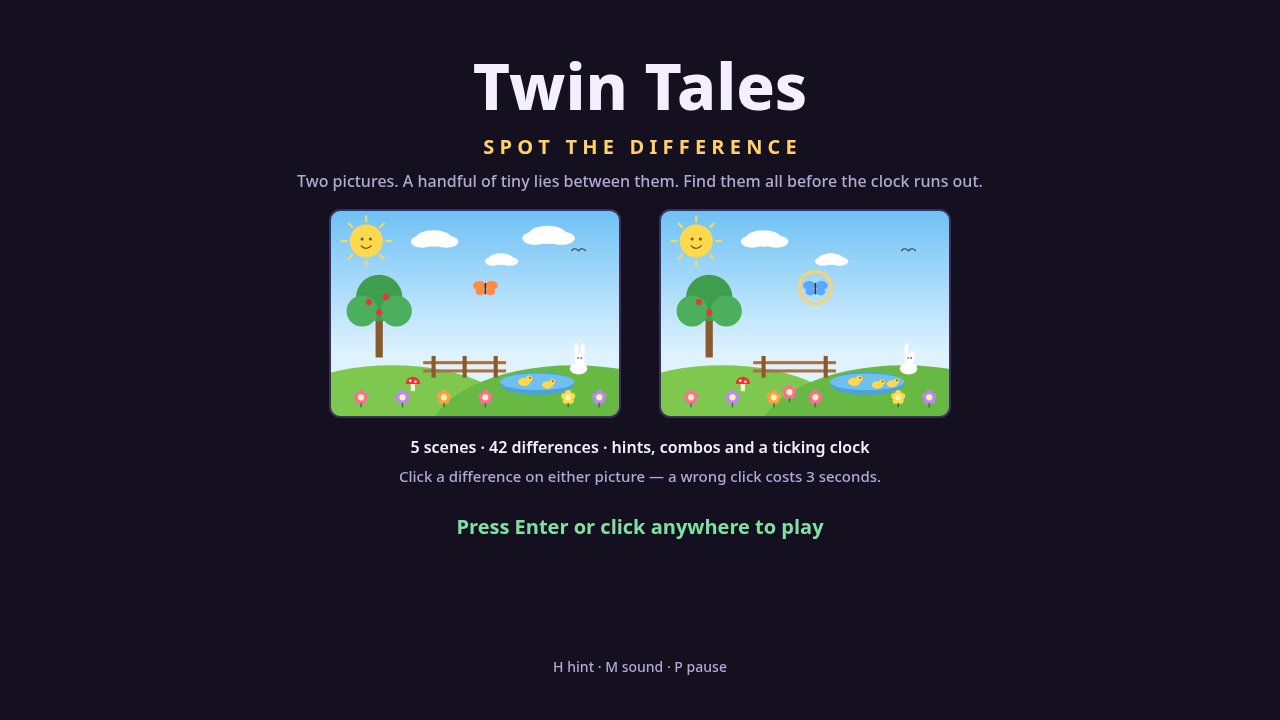 Twin Tales
SPOT THE DIFFERENCE
Two pictures. A handful of tiny lies between them. Find them all before the clock runs out.
5 scenes · 42 differences · hints, combos and a ticking clock
Click a difference on either picture — a wrong click costs 3 seconds.
Press Enter or click anywhere to play
H hint · M sound · P pause